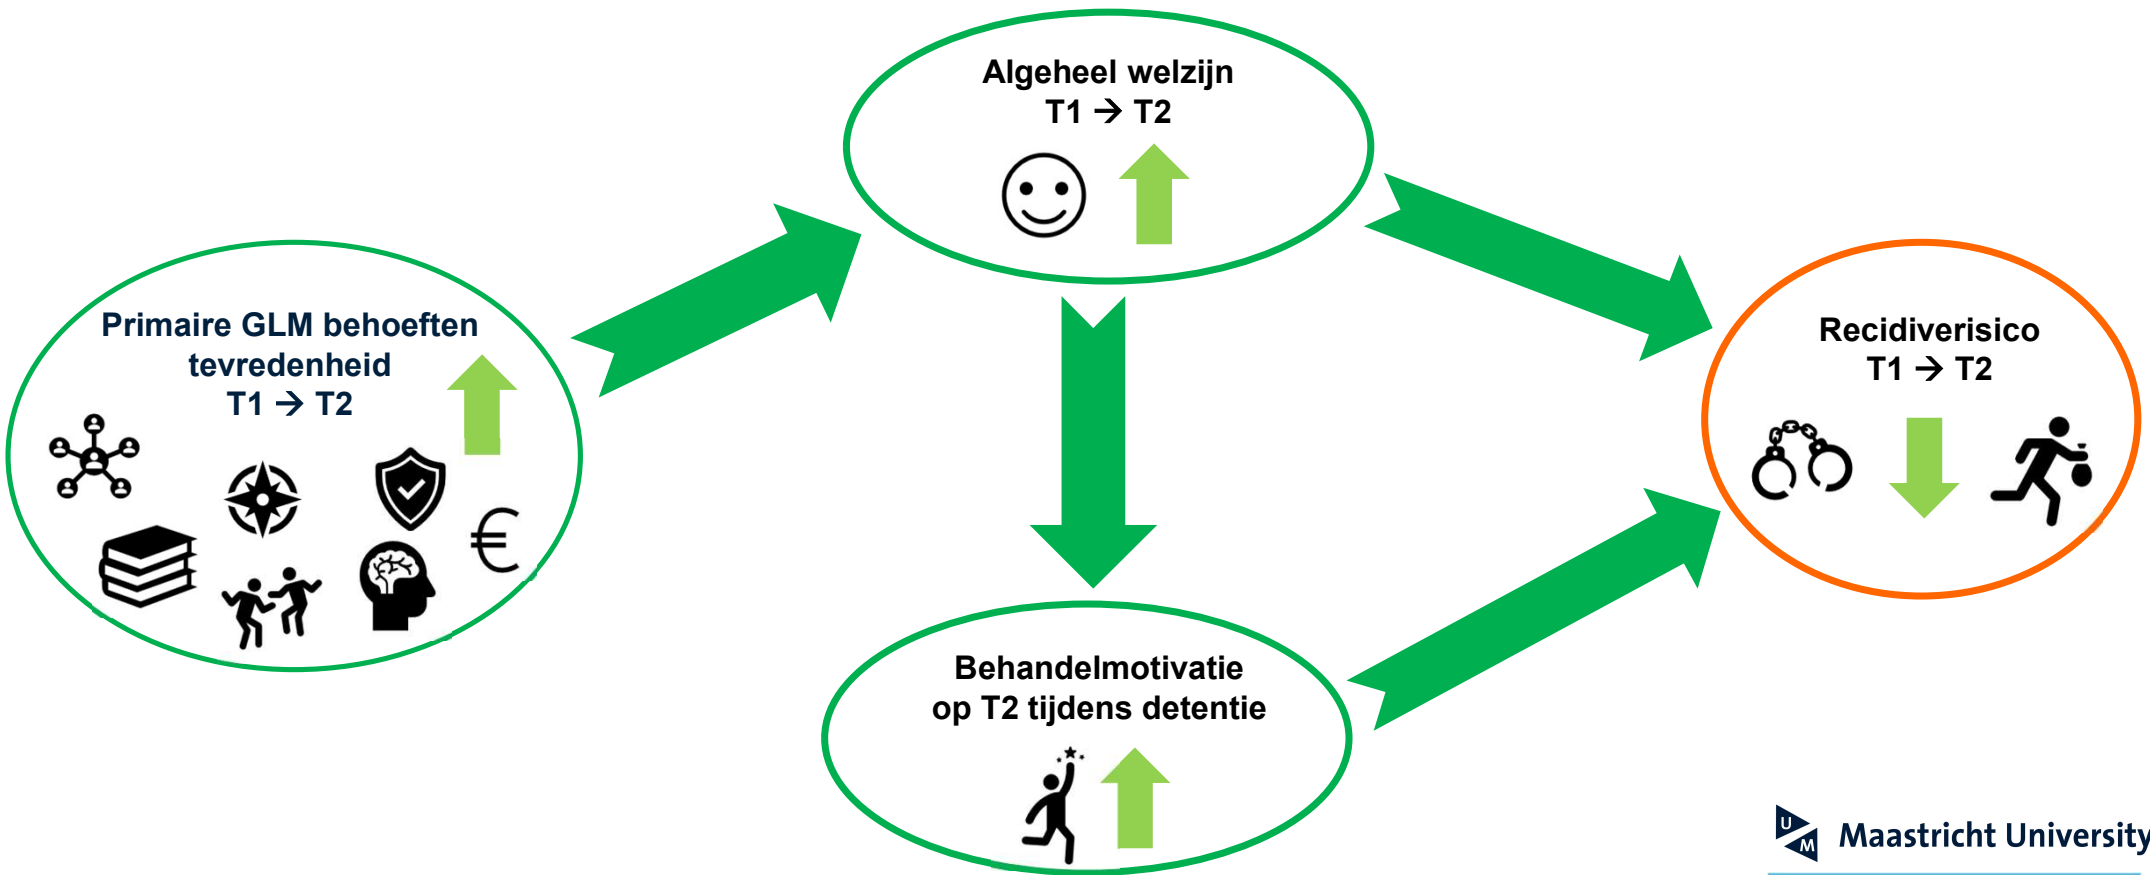 Algeheel welzijn
T1 → T2
Primaire GLM behoeften
tevredenheid
T1 → T2
Recidiverisico
T1 → T2
€
Behandelmotivatie
op T2 tijdens detentie
UM Maastricht University